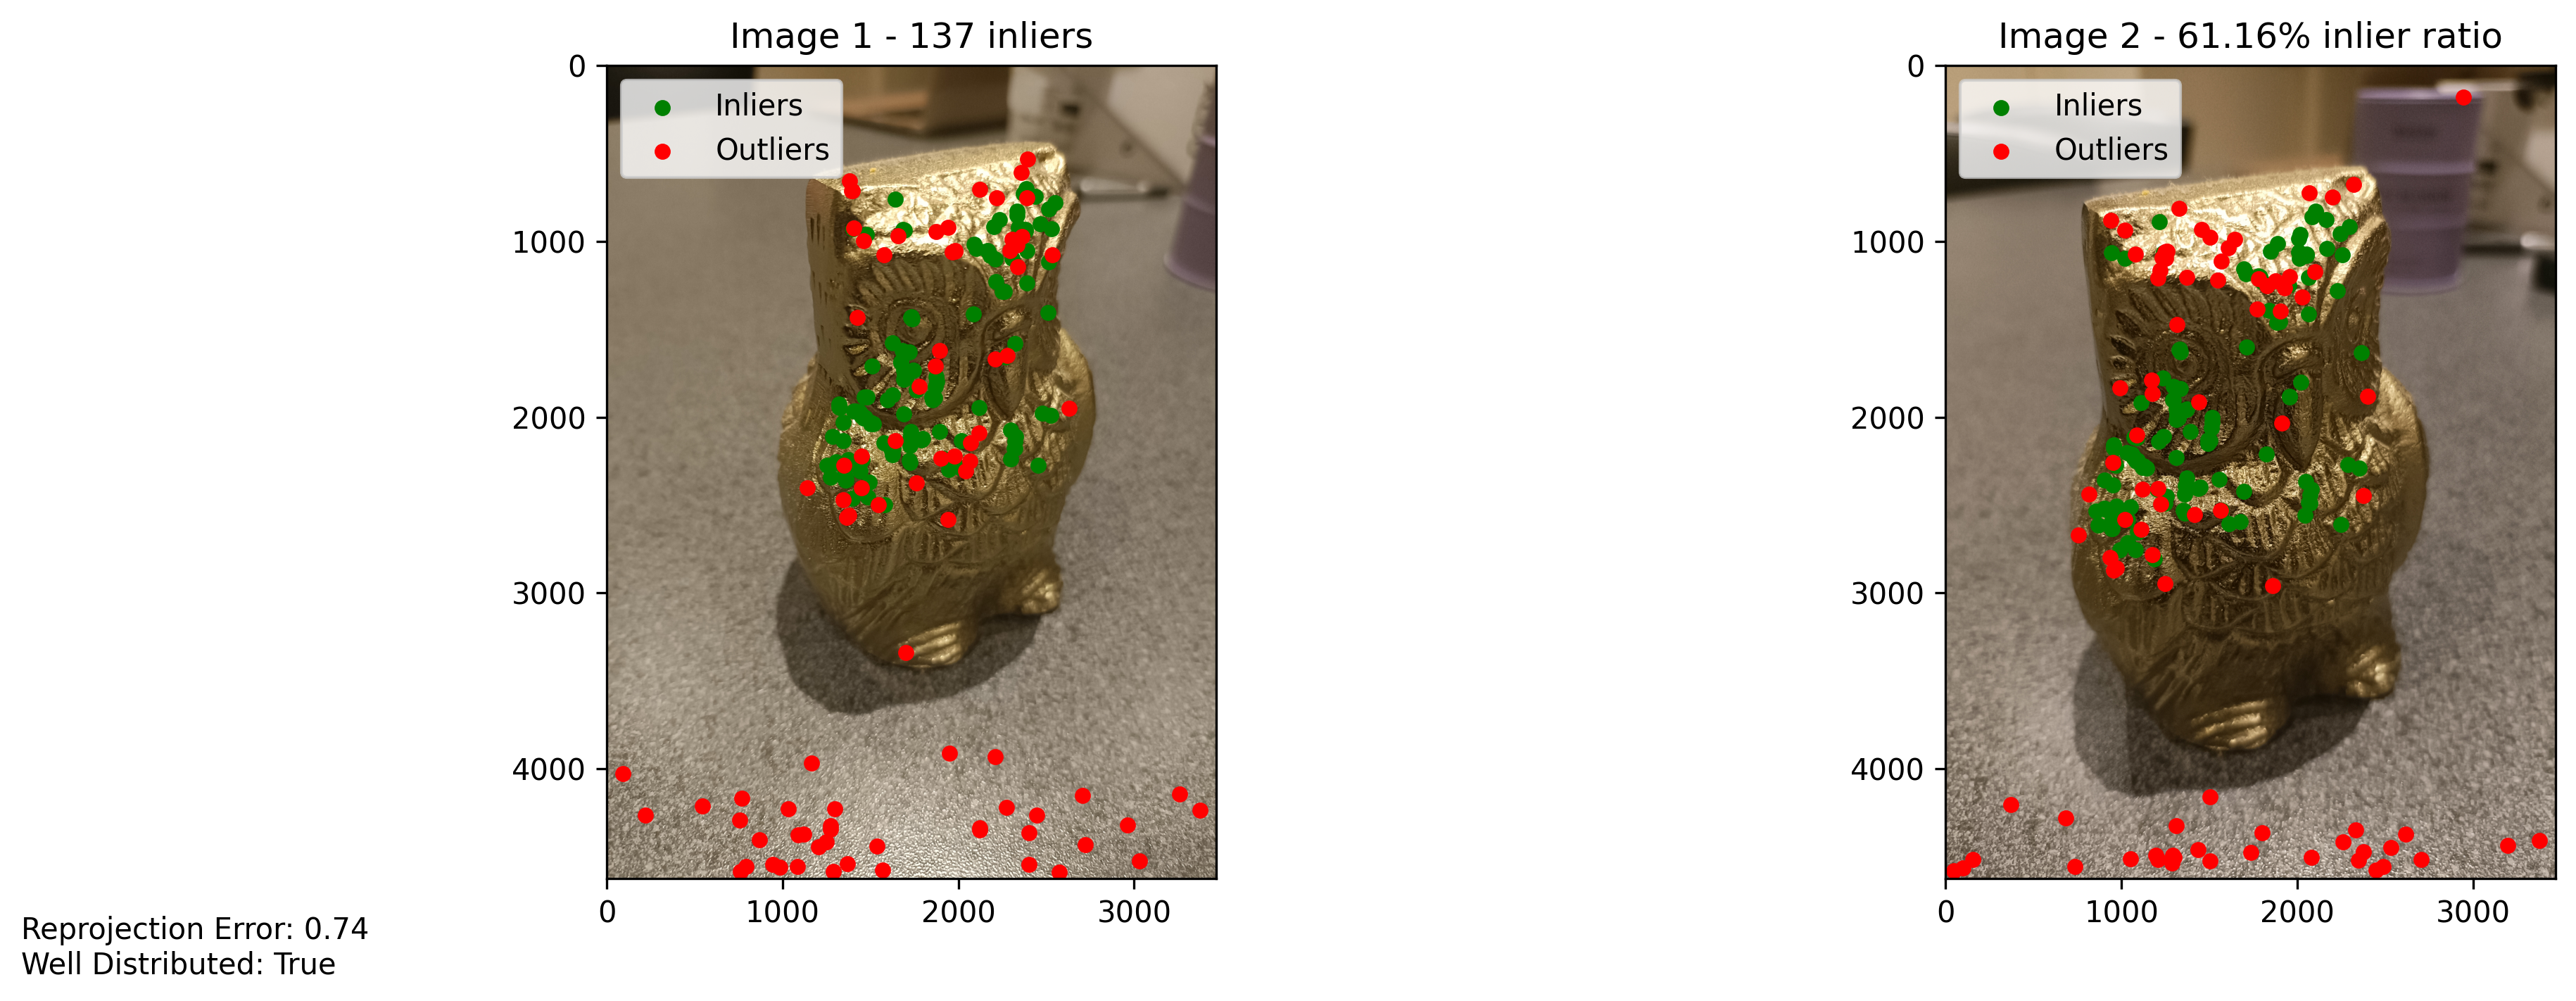 Image 1 - 137 inliers
Inliers
Outliers
0
1000
2000
3000
4000
0
1000
2000
3000
Image 2 - 61.16% inlier ratio
Inliers
Outliers
0
1000
2000
3000
4000
0
1000
2000
3000
Reprojection Error: 0.74
Well Distributed: True